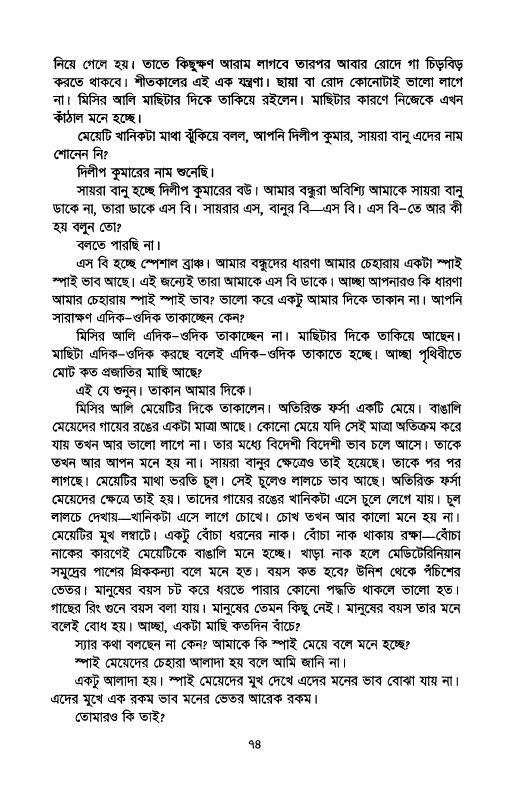 নিয়ে গেলে হয়। তাতে কিছুক্ষণ আরাম লাগবে তারপর আবার রোদে গা চিড়বিড়
করতে থাকবে। শীতকালের এই এক যন্ত্রণা। ছায়া বা রোদ কোনোটাই ভালো লাগে
না। মিসির আলি মাছিটার দিকে তাকিয়ে রইলেন। মাছিটার কারণে নিজেকে এখন
কাঁঠাল মনে হচ্ছে।
মেয়েটি খানিকটা মাথা ঝুঁকিয়ে বলল, আপনি দিলীপ কুমার, সায়রা বানু এদের নাম
শোনেন নি?
দিলীপ কুমারের নাম শুনেছি।
সায়রা বানু হচ্ছে দিলীপ কুমারের বউ। আমার বন্ধুরা অবিশ্যি আমাকে সায়রা বানু
ডাকে না, তারা ডাকে এস বি। সায়রার এস, বানুর বি—এস বি। এস বি–তে আর কী
হয় বলুন তো?
বলতে পারছি না।
এস বি হচ্ছে স্পেশাল ব্রাঞ্চ। আমার বন্ধুদের ধারণা আমার চেহারায় একটা স্পাই
স্পাই ভাব আছে। এই জন্যেই তারা আমাকে এস বি ডাকে। আচ্ছা আপনারও কি ধারণা
আমার চেহারায় স্পাই স্পাই ভাব? ভালো করে একটু আমার দিকে তাকান না। আপনি
সারাক্ষণ এদিক–ওদিক তাকাচ্ছেন কেন?
মিসির আলি এদিক–ওদিক তাকাচ্ছেন না। মাছিটার দিকে তাকিয়ে আছেন।
মাছিটা এদিক–ওদিক করছে বলেই এদিক–ওদিক তাকাতে হচ্ছে। আচ্ছা পৃথিবীতে
মোট কত প্রজাতির মাছি আছে?
এই যে শুনুন। তাকান আমার দিকে।
মিসির আলি মেয়েটির দিকে তাকালেন। অতিরিক্ত ফর্সা একটি মেয়ে। বাঙালি
মেয়েদের গায়ের রঙের একটা মাত্রা আছে। কোনো মেয়ে যদি সেই মাত্রা অতিক্রম করে
যায় তখন আর ভালো লাগে না। তার মধ্যে বিদেশী বিদেশী ভাব চলে আসে। তাকে
তখন আর আপন মনে হয় না। সায়রা বানুর ক্ষেত্রেও তাই হয়েছে। তাকে পর পর
লাগছে। মেয়েটির মাথা ভরতি চুল। সেই চুলেও লালচে ভাব আছে। অতিরিক্ত ফর্সা
মেয়েদের ক্ষেত্রে তাই হয়। তাদের গায়ের রঙের খানিকটা এসে চুলে লেগে যায়। চুল
লালচে দেখায়—খানিকটা এসে লাগে চোখে। চোখ তখন আর কালো মনে হয় না।
মেয়েটির মুখ লম্বাটে। একটু বোঁচা ধরনের নাক। বোঁচা নাক থাকায় রক্ষা—বোঁচা
নাকের কারণেই মেয়েটিকে বাঙালি মনে হচ্ছে। খাড়া নাক হলে মেডিটেরিনিয়ান
সমুদ্রের পাশের গ্রিককন্যা বলে মনে হত। বয়স কত হবে? উনিশ থেকে পঁচিশের
ভেতর। মানুষের বয়স চট করে ধরতে পারার কোনো পদ্ধতি থাকলে ভালো হত।
গাছের রিং গুনে বয়স বলা যায়। মানুষের তেমন কিছু নেই। মানুষের বয়স তার মনে
বলেই বোধ হয়। আচ্ছা, একটা মাছি কতদিন বাঁচে?
স্যার কথা বলছেন না কেন? আমাকে কি স্পাই মেয়ে বলে মনে হচ্ছে?
স্পাই মেয়েদের চেহারা আলাদা হয় বলে আমি জানি না।
একটু আলাদা হয়। স্পাই মেয়েদের মুখ দেখে এদের মনের ভাব বোঝা যায় না।
এদের মুখে এক রকম ভাব মনের ভেতর আরেক রকম।
তোমারও কি তাই?
৭৪